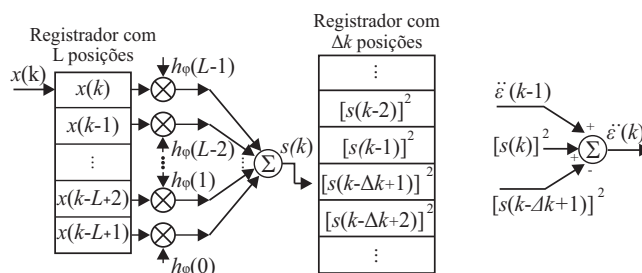 Registrador com
L posições
x(k)
x(k)
x(k-1)
⋮
x(k-L+2)
x(k-L+1)
hφ(L-1)
hφ(L-2)
hφ(1)
hφ(0)
Σ
s(k)
Registrador com
Δk posições
⋮
[s(k-2)]²
[s(k-1)]²
[s(k-Δk+1)]²
[s(k-Δk+2)]²
⋮
ε̈(k-1)
+
[s(k)]²
+
Σ
ε̈(k)
-
[s(k-Δk+1)]²